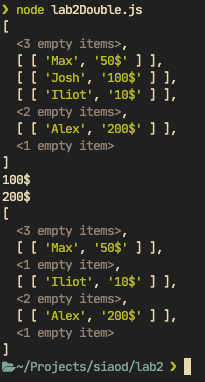 ❯ node lab2Double.js
[
  <3 empty items>,
  [ [ 'Max', '50$' ] ],
  [ [ 'Josh', '100$' ] ],
  [ [ 'Iliot', '10$' ] ],
  <2 empty items>,
  [ [ 'Alex', '200$' ] ],
  <1 empty item>
]
100$
200$
[
  <3 empty items>,
  [ [ 'Max', '50$' ] ],
  <1 empty item>,
  [ [ 'Iliot', '10$' ] ],
  <2 empty items>,
  [ [ 'Alex', '200$' ] ],
  <1 empty item>
]
~/Projects/siaod/lab2 ❯